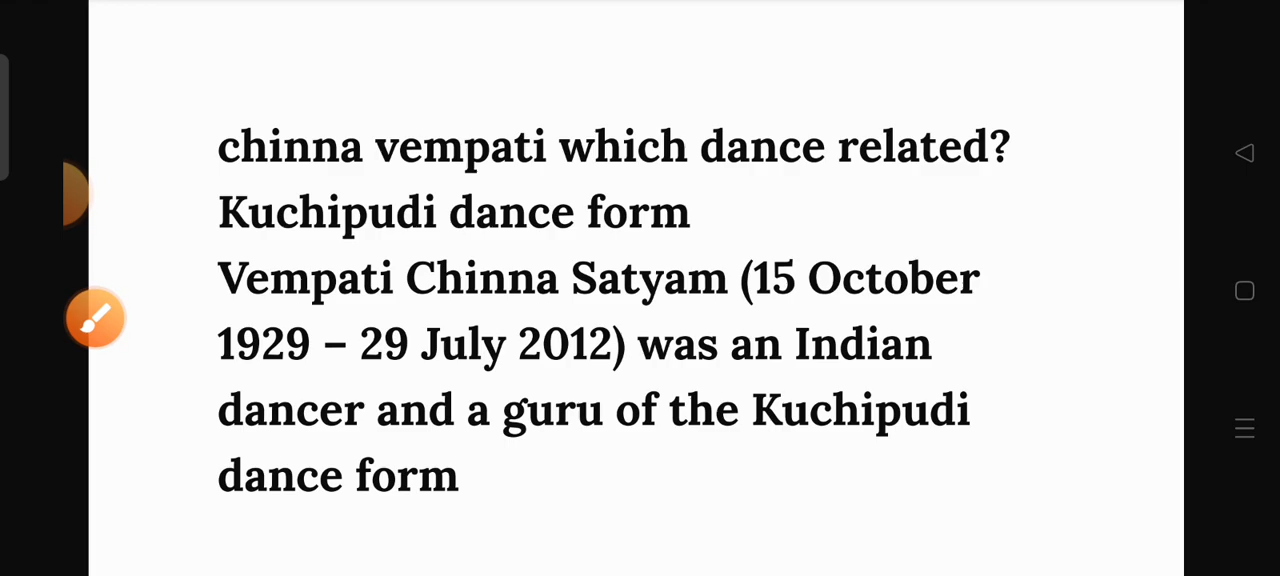 chinna vempati which dance related?
Kuchipudi dance form
Vempati Chinna Satyam (15 October
1929 – 29 July 2012) was an Indian
dancer and a guru of the Kuchipudi
dance form